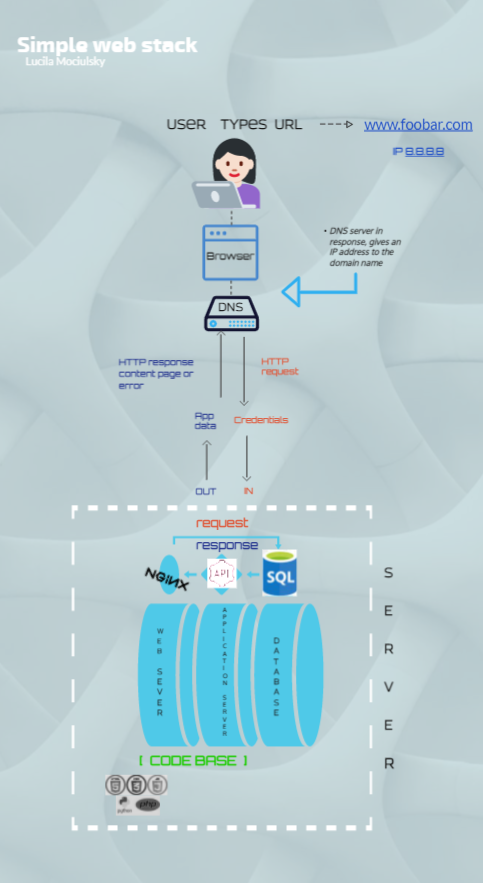 Simple web stack
Lucila Mociulsky
USER TYPES URL
www.foobar.com
IP 8.8.8.8
Browser
• DNS server in
response, gives an
IP address to the
domain name
DNS
HTTP response
content page or
error
HTTP
request
App
data
Credentials
OUT
IN
request
response
NGINX
API
SQL
SERVER
WEB SEVER
APPLICATION SERVER
DATABASE
[ CODE BASE ]
php